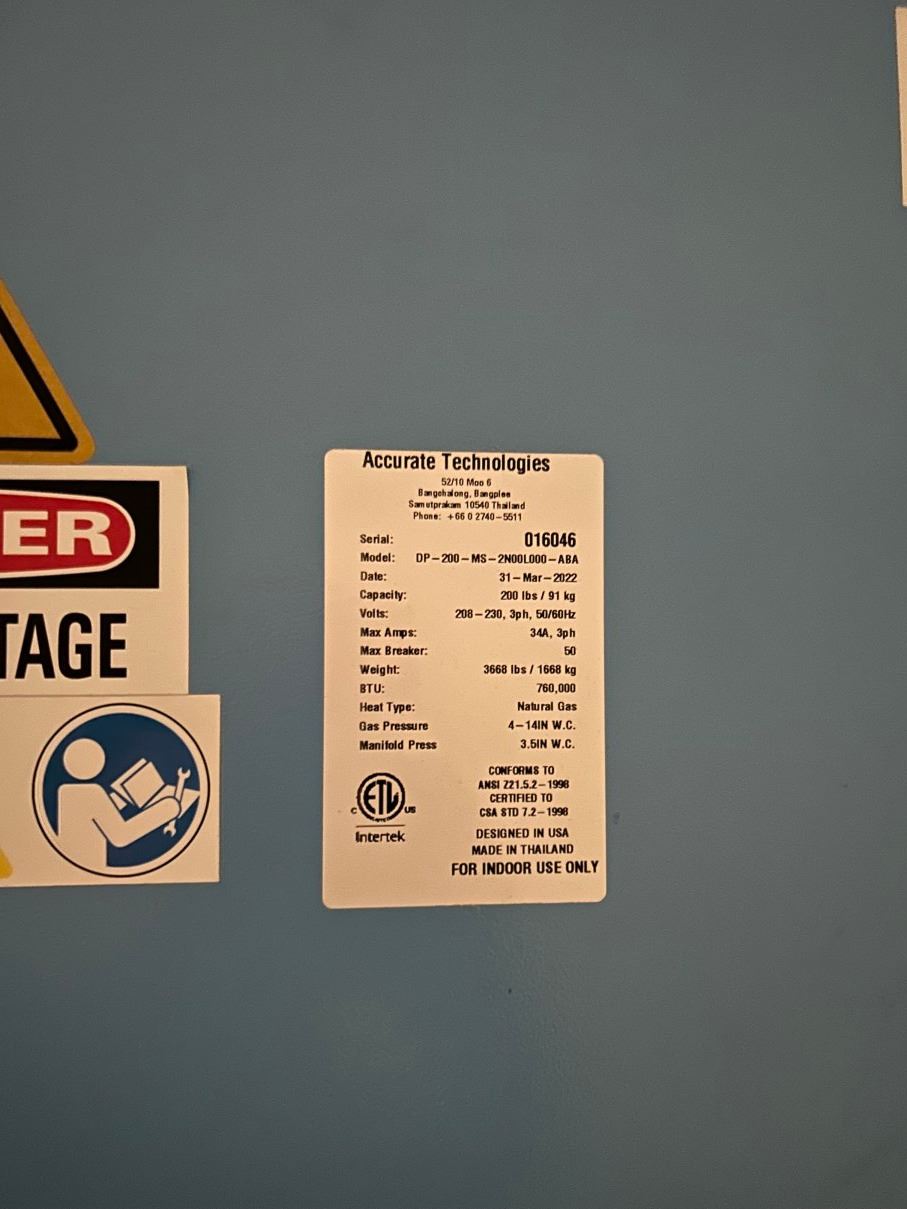 ER
TAGE
Accurate Technologies
52/10 Moo 6
Bangchalong, Bangplee
Samutprakarn 10540 Thailand
Phone: +66 0 2740-5511
Serial: 016046
Model: DP-200-MS-2N00L000-ABA
Date: 31-Mar-2022
Capacity: 200 lbs / 91 kg
Volts: 208-230, 3ph, 50/60Hz
Max Amps: 34A, 3ph
Max Breaker: 50
Weight: 3668 lbs / 1668 kg
BTU: 760,000
Heat Type: Natural Gas
Gas Pressure 4-14IN W.C.
Manifold Press 3.5IN W.C.
CONFORMS TO
ANSI Z21.5.2-1998
CERTIFIED TO
CSA STD 7.2-1998
C ETL US
Intertek
DESIGNED IN USA
MADE IN THAILAND
FOR INDOOR USE ONLY